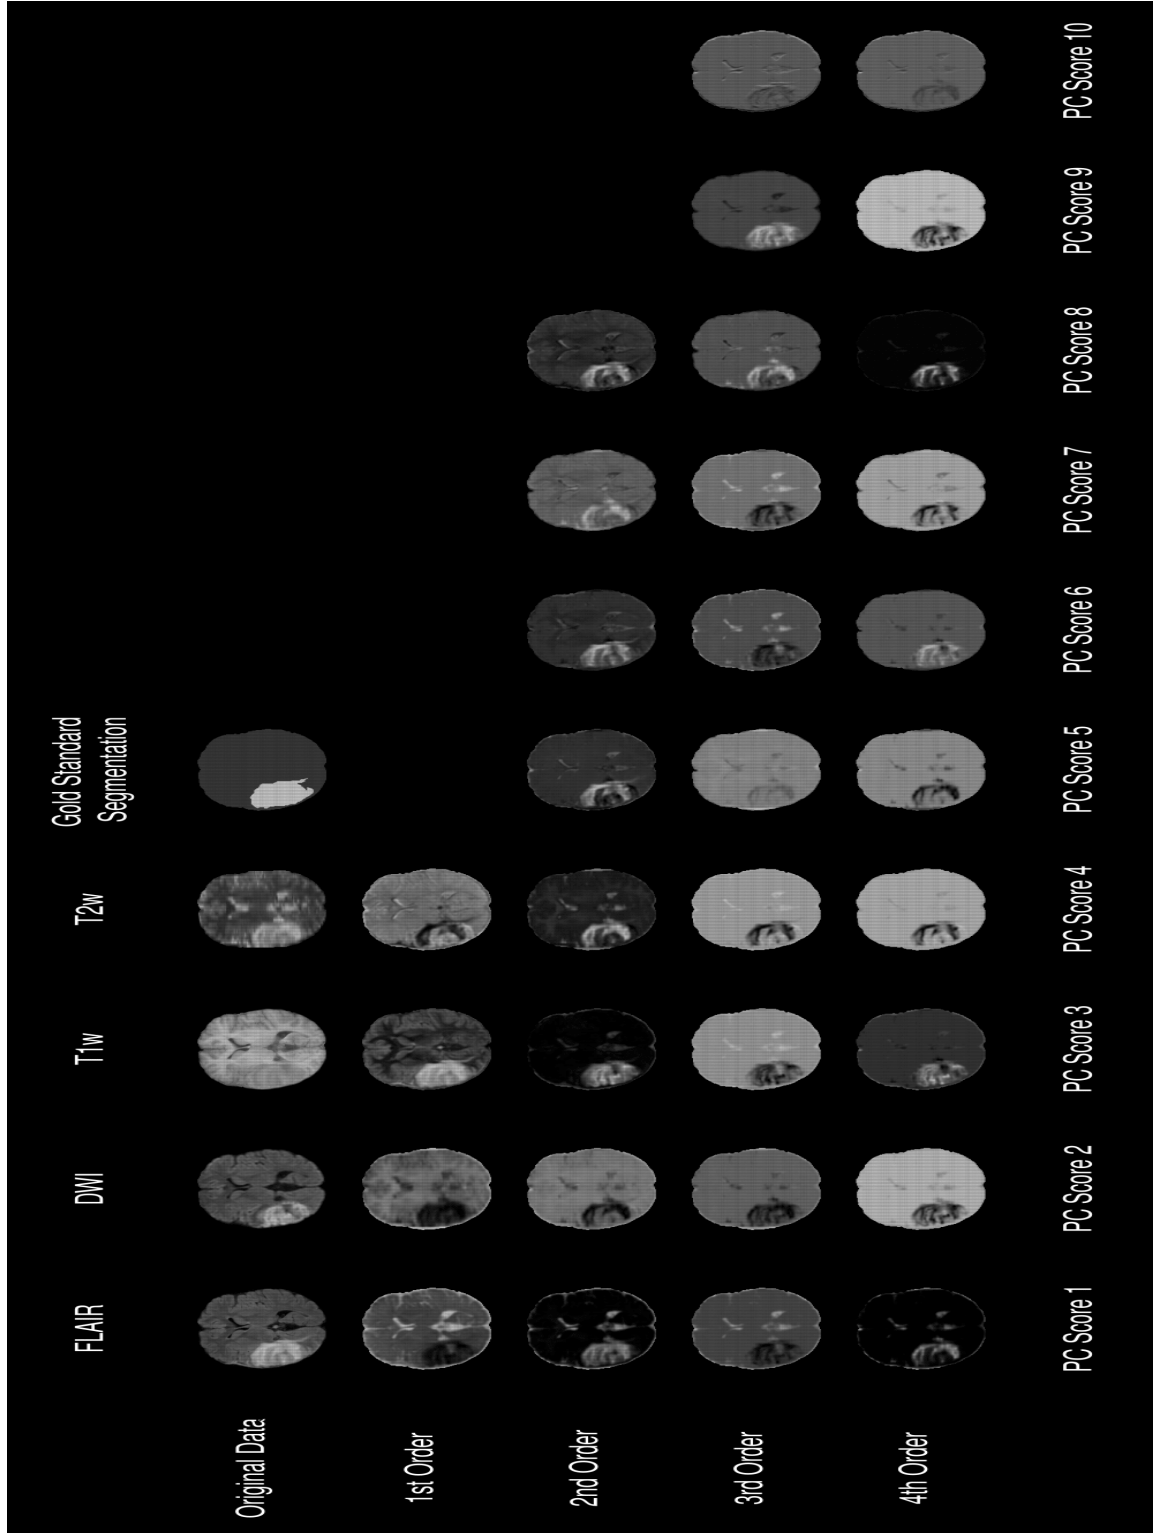 FLAIR
DWI
T1w
T2w
Gold Standard
Segmentation
Original Data
1st Order
2nd Order
3rd Order
4th Order
PC Score 1
PC Score 2
PC Score 3
PC Score 4
PC Score 5
PC Score 6
PC Score 7
PC Score 8
PC Score 9
PC Score 10